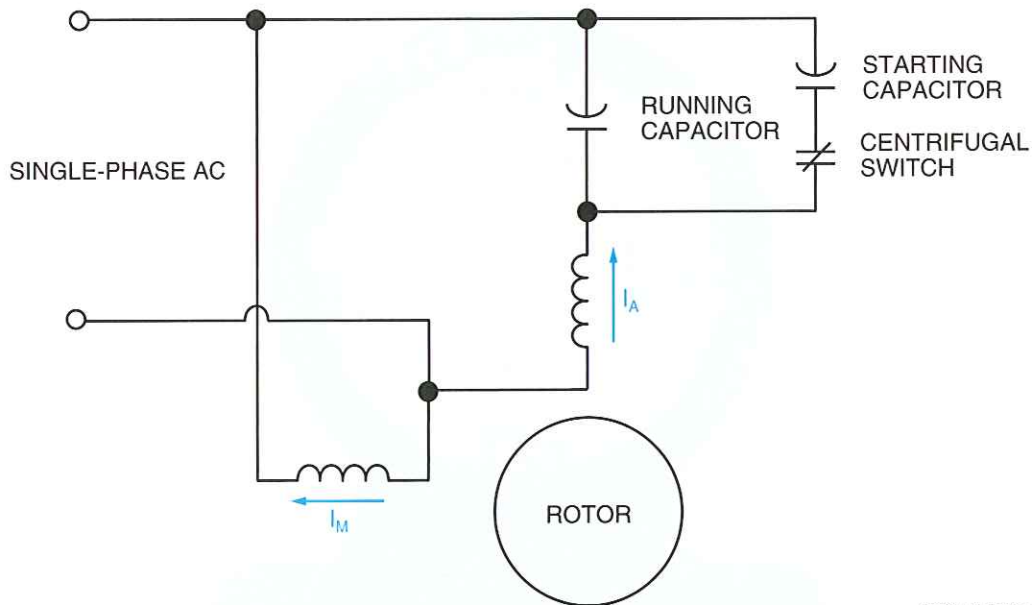 STARTING
CAPACITOR
RUNNING
CAPACITOR
CENTRIFUGAL
SWITCH
SINGLE-PHASE AC
I_A
I_M
ROTOR